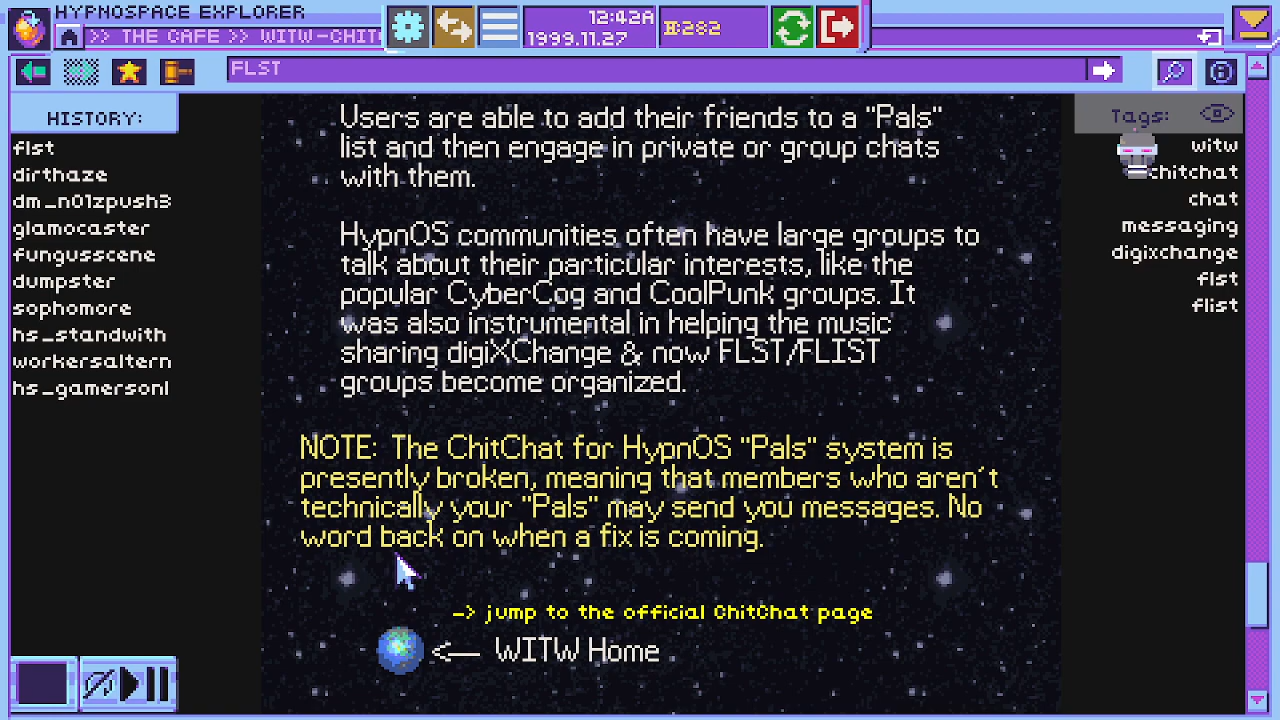 HYPNOSPACE EXPLORER
>> THE CAFE >> WITW-CHIT
12:42A
1999.11.27
282
FLST
HISTORY:
flst
dirthaze
dm_n01zpush3
glamocaster
fungusscene
dumpster
sophomore
hs_standwith
workersaltern
hs_gamersonl
Users are able to add their friends to a "Pals"
list and then engage in private or group chats
with them.
HypnOS communities often have large groups to
talk about their particular interests, like the
popular CyberCog and CoolPunk groups. It
was also instrumental in helping the music
sharing digiXChange & now FLST/FLIST
groups become organized.
NOTE: The ChitChat for HypnOS "Pals" system is
presently broken, meaning that members who aren't
technically your "Pals" may send you messages. No
word back on when a fix is coming.
-> jump to the official ChitChat page
<— WITW Home
Tags:
witw
chitchat
chat
messaging
digixchange
flst
flist